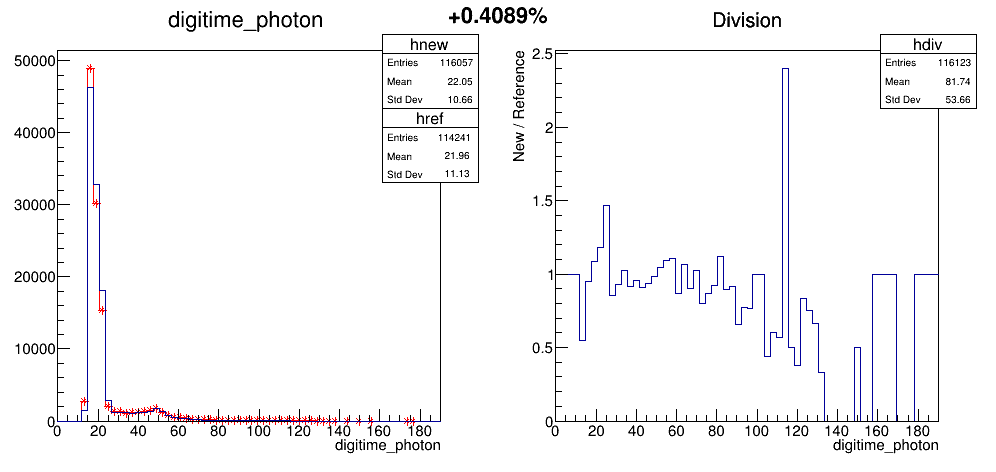 +0.4089%
digitime_photon
hnew
Entries 116057
Mean 22.05
Std Dev 10.66
href
Entries 114241
Mean 21.96
Std Dev 11.13
50000
40000
30000
20000
10000
0
0 20 40 60 80 100 120 140 160 180
digitime_photon
Division
hdiv
Entries 116123
Mean 81.74
Std Dev 53.66
New / Reference
2.5
2
1.5
1
0.5
0
0 20 40 60 80 100 120 140 160 180
digitime_photon